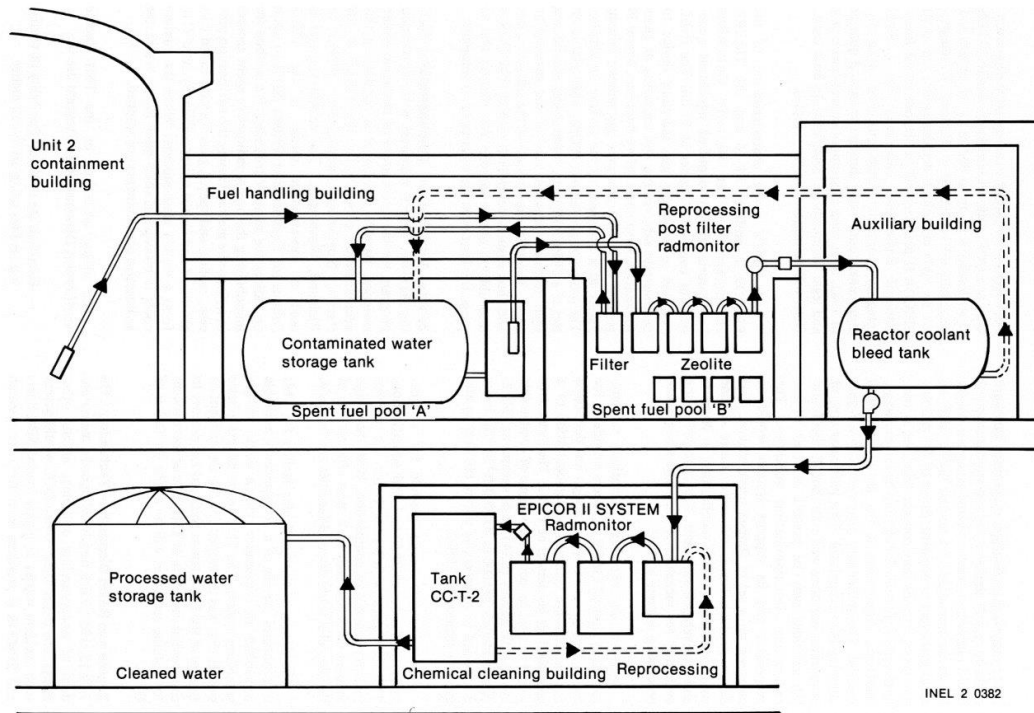 Unit 2
containment
building
Fuel handling building
Reprocessing
post filter
radmonitor
Auxiliary building
Contaminated water
storage tank
Reactor coolant
bleed tank
Filter
Zeolite
Spent fuel pool 'A'
Spent fuel pool 'B'
EPICOR II SYSTEM
Radmonitor
Processed water
storage tank
Tank
CC-T-2
Cleaned water
Chemical cleaning building
Reprocessing
INEL 2 0382